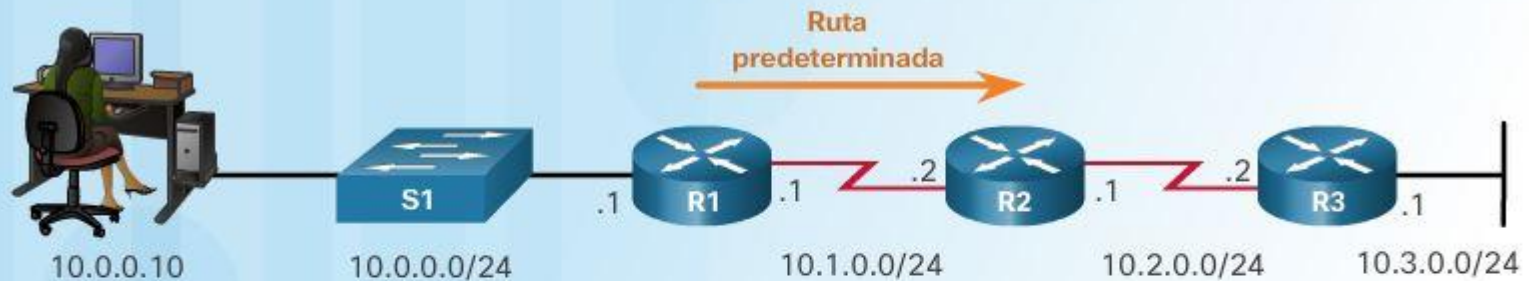 Ruta
predeterminada
S1
.1
R1
.1
.2
R2
.1
.2
R3
.1
10.0.0.10
10.0.0.0/24
10.1.0.0/24
10.2.0.0/24
10.3.0.0/24